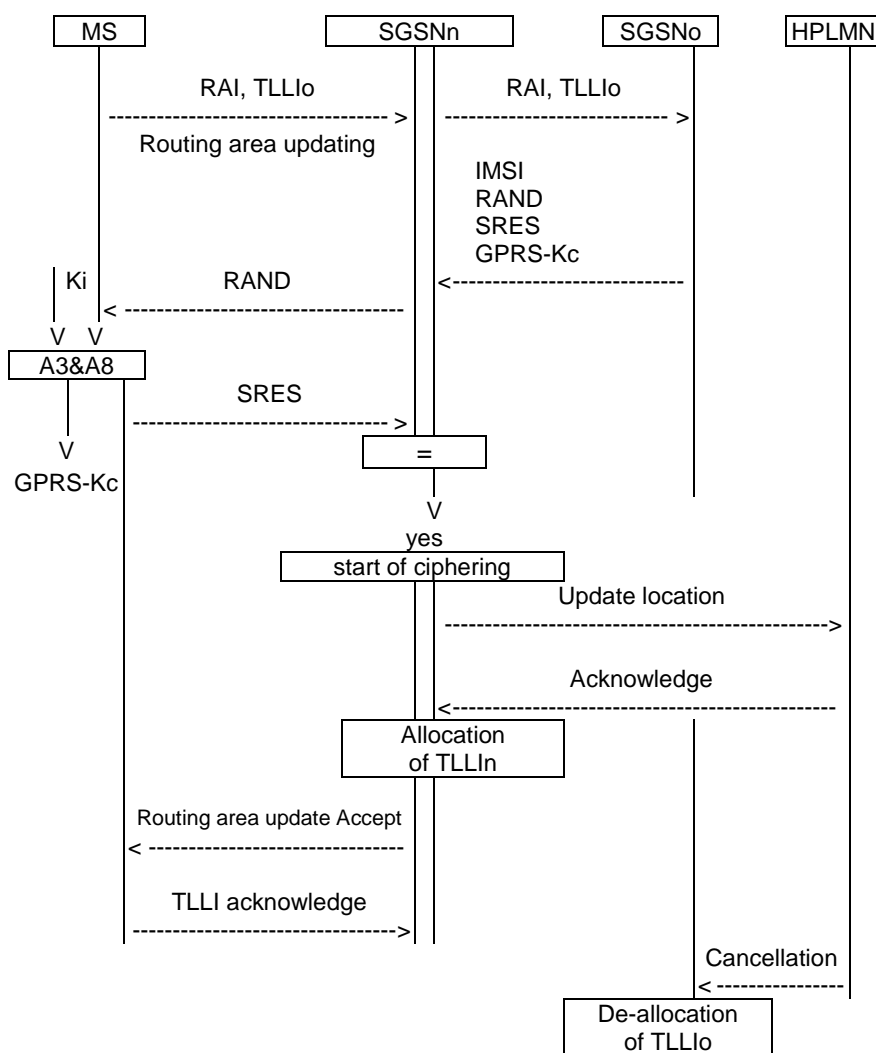 MS SGSNn SGSNo HPLMN
RAI, TLLIo RAI, TLLIo
------------------------------- > ------------------------- >
Routing area updating
IMSI
RAND
SRES
GPRS-Kc
Ki RAND <--------------------------
< -------------------------------
V V
A3&A8
SRES
----------------------------- >
V =
GPRS-Kc
V
yes
start of ciphering
Update location
------------------------------------------->
Acknowledge
<-------------------------------------------
Allocation
of TLLIn
Routing area update Accept
< ----------------------------
TLLI acknowledge
------------------------------>
Cancellation
< --------------
De-allocation
of TLLIo